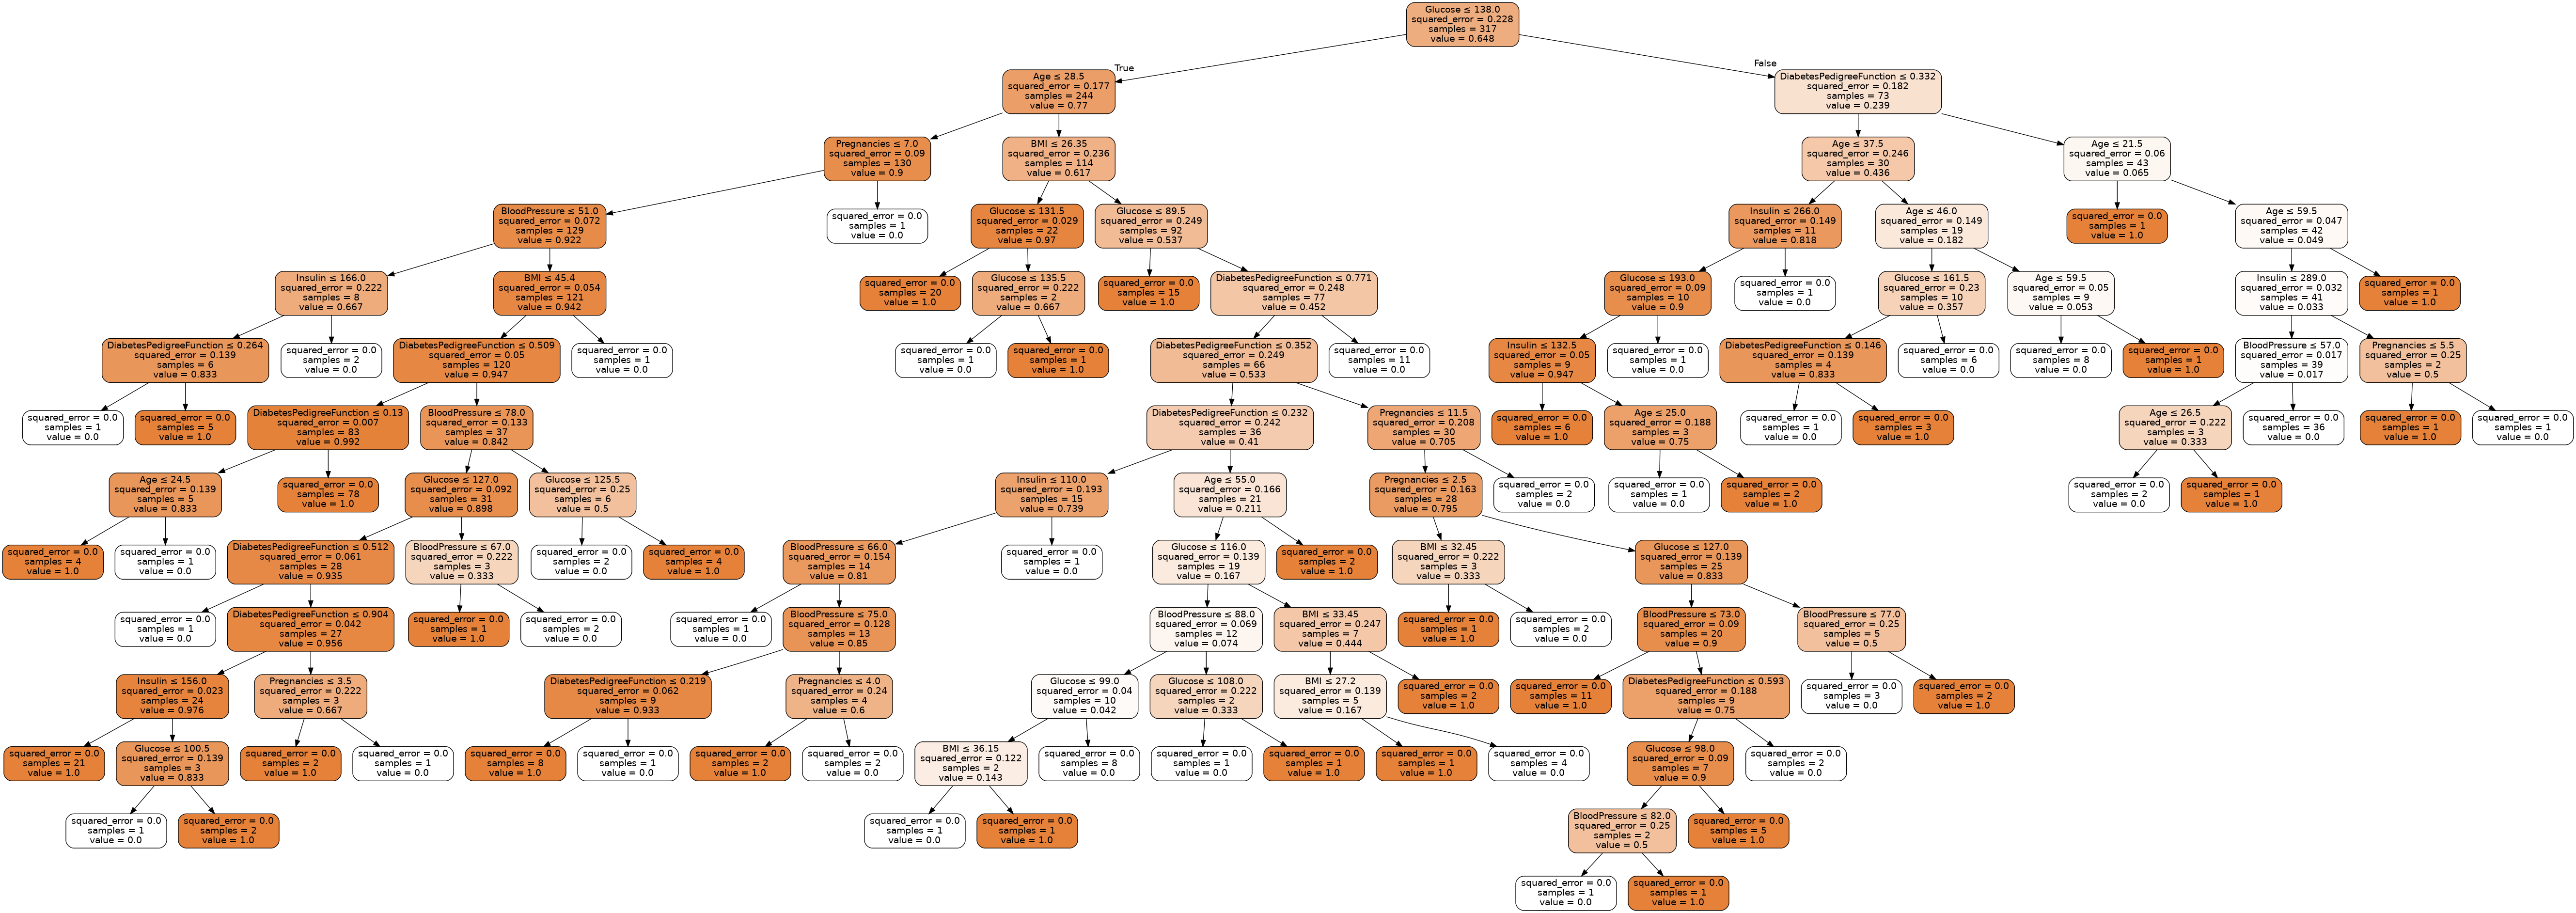 Glucose ≤ 138.0
squared_error = 0.228
samples = 317
value = 0.648
True
False
Age ≤ 28.5
squared_error = 0.177
samples = 244
value = 0.77
DiabetesPedigreeFunction ≤ 0.332
squared_error = 0.182
samples = 73
value = 0.239
Pregnancies ≤ 7.0
squared_error = 0.09
samples = 130
value = 0.9
BMI ≤ 26.35
squared_error = 0.236
samples = 114
value = 0.617
Age ≤ 37.5
squared_error = 0.246
samples = 30
value = 0.436
Age ≤ 21.5
squared_error = 0.06
samples = 43
value = 0.065
BloodPressure ≤ 51.0
squared_error = 0.072
samples = 129
value = 0.922
squared_error = 0.0
samples = 1
value = 0.0
Glucose ≤ 131.5
squared_error = 0.029
samples = 22
value = 0.97
Glucose ≤ 89.5
squared_error = 0.249
samples = 92
value = 0.537
Insulin ≤ 266.0
squared_error = 0.149
samples = 11
value = 0.818
Age ≤ 46.0
squared_error = 0.149
samples = 19
value = 0.182
squared_error = 0.0
samples = 1
value = 1.0
Age ≤ 59.5
squared_error = 0.047
samples = 42
value = 0.049
Insulin ≤ 166.0
squared_error = 0.222
samples = 8
value = 0.667
BMI ≤ 45.4
squared_error = 0.054
samples = 121
value = 0.942
squared_error = 0.0
samples = 20
value = 1.0
Glucose ≤ 135.5
squared_error = 0.222
samples = 2
value = 0.667
squared_error = 0.0
samples = 15
value = 1.0
DiabetesPedigreeFunction ≤ 0.771
squared_error = 0.248
samples = 77
value = 0.452
Glucose ≤ 193.0
squared_error = 0.09
samples = 10
value = 0.9
squared_error = 0.0
samples = 1
value = 0.0
Glucose ≤ 161.5
squared_error = 0.23
samples = 10
value = 0.357
Age ≤ 59.5
squared_error = 0.05
samples = 9
value = 0.053
Insulin ≤ 289.0
squared_error = 0.032
samples = 41
value = 0.033
squared_error = 0.0
samples = 1
value = 1.0
DiabetesPedigreeFunction ≤ 0.264
squared_error = 0.139
samples = 6
value = 0.833
squared_error = 0.0
samples = 2
value = 0.0
DiabetesPedigreeFunction ≤ 0.509
squared_error = 0.05
samples = 120
value = 0.947
squared_error = 0.0
samples = 1
value = 0.0
squared_error = 0.0
samples = 1
value = 0.0
squared_error = 0.0
samples = 1
value = 1.0
DiabetesPedigreeFunction ≤ 0.352
squared_error = 0.249
samples = 66
value = 0.533
squared_error = 0.0
samples = 11
value = 0.0
Insulin ≤ 132.5
squared_error = 0.05
samples = 9
value = 0.947
squared_error = 0.0
samples = 1
value = 0.0
DiabetesPedigreeFunction ≤ 0.146
squared_error = 0.139
samples = 4
value = 0.833
squared_error = 0.0
samples = 6
value = 0.0
squared_error = 0.0
samples = 8
value = 0.0
squared_error = 0.0
samples = 1
value = 1.0
BloodPressure ≤ 57.0
squared_error = 0.017
samples = 39
value = 0.017
Pregnancies ≤ 5.5
squared_error = 0.25
samples = 2
value = 0.5
squared_error = 0.0
samples = 1
value = 0.0
squared_error = 0.0
samples = 5
value = 1.0
DiabetesPedigreeFunction ≤ 0.13
squared_error = 0.007
samples = 83
value = 0.992
BloodPressure ≤ 78.0
squared_error = 0.133
samples = 37
value = 0.842
DiabetesPedigreeFunction ≤ 0.232
squared_error = 0.242
samples = 36
value = 0.41
Pregnancies ≤ 11.5
squared_error = 0.208
samples = 30
value = 0.705
squared_error = 0.0
samples = 6
value = 1.0
Age ≤ 25.0
squared_error = 0.188
samples = 3
value = 0.75
squared_error = 0.0
samples = 1
value = 0.0
squared_error = 0.0
samples = 3
value = 1.0
Age ≤ 26.5
squared_error = 0.222
samples = 3
value = 0.333
squared_error = 0.0
samples = 36
value = 0.0
squared_error = 0.0
samples = 1
value = 1.0
squared_error = 0.0
samples = 1
value = 0.0
Age ≤ 24.5
squared_error = 0.139
samples = 5
value = 0.833
squared_error = 0.0
samples = 78
value = 1.0
Glucose ≤ 127.0
squared_error = 0.092
samples = 31
value = 0.898
Glucose ≤ 125.5
squared_error = 0.25
samples = 6
value = 0.5
Insulin ≤ 110.0
squared_error = 0.193
samples = 15
value = 0.739
Age ≤ 55.0
squared_error = 0.166
samples = 21
value = 0.211
Pregnancies ≤ 2.5
squared_error = 0.163
samples = 28
value = 0.795
squared_error = 0.0
samples = 2
value = 0.0
squared_error = 0.0
samples = 1
value = 0.0
squared_error = 0.0
samples = 2
value = 1.0
squared_error = 0.0
samples = 2
value = 0.0
squared_error = 0.0
samples = 1
value = 1.0
squared_error = 0.0
samples = 4
value = 1.0
squared_error = 0.0
samples = 1
value = 0.0
DiabetesPedigreeFunction ≤ 0.512
squared_error = 0.061
samples = 28
value = 0.935
BloodPressure ≤ 67.0
squared_error = 0.222
samples = 3
value = 0.333
squared_error = 0.0
samples = 2
value = 0.0
squared_error = 0.0
samples = 4
value = 1.0
BloodPressure ≤ 66.0
squared_error = 0.154
samples = 14
value = 0.81
squared_error = 0.0
samples = 1
value = 0.0
Glucose ≤ 116.0
squared_error = 0.139
samples = 19
value = 0.167
squared_error = 0.0
samples = 2
value = 1.0
BMI ≤ 32.45
squared_error = 0.222
samples = 3
value = 0.333
Glucose ≤ 127.0
squared_error = 0.139
samples = 25
value = 0.833
squared_error = 0.0
samples = 1
value = 0.0
DiabetesPedigreeFunction ≤ 0.904
squared_error = 0.042
samples = 27
value = 0.956
squared_error = 0.0
samples = 1
value = 1.0
squared_error = 0.0
samples = 2
value = 0.0
squared_error = 0.0
samples = 1
value = 0.0
BloodPressure ≤ 75.0
squared_error = 0.128
samples = 13
value = 0.85
BloodPressure ≤ 88.0
squared_error = 0.069
samples = 12
value = 0.074
BMI ≤ 33.45
squared_error = 0.247
samples = 7
value = 0.444
squared_error = 0.0
samples = 1
value = 1.0
squared_error = 0.0
samples = 2
value = 0.0
BloodPressure ≤ 73.0
squared_error = 0.09
samples = 20
value = 0.9
BloodPressure ≤ 77.0
squared_error = 0.25
samples = 5
value = 0.5
Insulin ≤ 156.0
squared_error = 0.023
samples = 24
value = 0.976
Pregnancies ≤ 3.5
squared_error = 0.222
samples = 3
value = 0.667
DiabetesPedigreeFunction ≤ 0.219
squared_error = 0.062
samples = 9
value = 0.933
Pregnancies ≤ 4.0
squared_error = 0.24
samples = 4
value = 0.6
Glucose ≤ 99.0
squared_error = 0.04
samples = 10
value = 0.042
Glucose ≤ 108.0
squared_error = 0.222
samples = 2
value = 0.333
BMI ≤ 27.2
squared_error = 0.139
samples = 5
value = 0.167
squared_error = 0.0
samples = 2
value = 1.0
squared_error = 0.0
samples = 11
value = 1.0
DiabetesPedigreeFunction ≤ 0.593
squared_error = 0.188
samples = 9
value = 0.75
squared_error = 0.0
samples = 3
value = 0.0
squared_error = 0.0
samples = 2
value = 1.0
squared_error = 0.0
samples = 21
value = 1.0
Glucose ≤ 100.5
squared_error = 0.139
samples = 3
value = 0.833
squared_error = 0.0
samples = 2
value = 1.0
squared_error = 0.0
samples = 1
value = 0.0
squared_error = 0.0
samples = 8
value = 1.0
squared_error = 0.0
samples = 1
value = 0.0
squared_error = 0.0
samples = 2
value = 1.0
squared_error = 0.0
samples = 2
value = 0.0
BMI ≤ 36.15
squared_error = 0.122
samples = 2
value = 0.143
squared_error = 0.0
samples = 8
value = 0.0
squared_error = 0.0
samples = 1
value = 0.0
squared_error = 0.0
samples = 1
value = 1.0
squared_error = 0.0
samples = 1
value = 1.0
squared_error = 0.0
samples = 4
value = 0.0
Glucose ≤ 98.0
squared_error = 0.09
samples = 7
value = 0.9
squared_error = 0.0
samples = 2
value = 0.0
squared_error = 0.0
samples = 1
value = 0.0
squared_error = 0.0
samples = 2
value = 1.0
squared_error = 0.0
samples = 1
value = 0.0
squared_error = 0.0
samples = 1
value = 1.0
BloodPressure ≤ 82.0
squared_error = 0.25
samples = 2
value = 0.5
squared_error = 0.0
samples = 5
value = 1.0
squared_error = 0.0
samples = 1
value = 0.0
squared_error = 0.0
samples = 1
value = 1.0